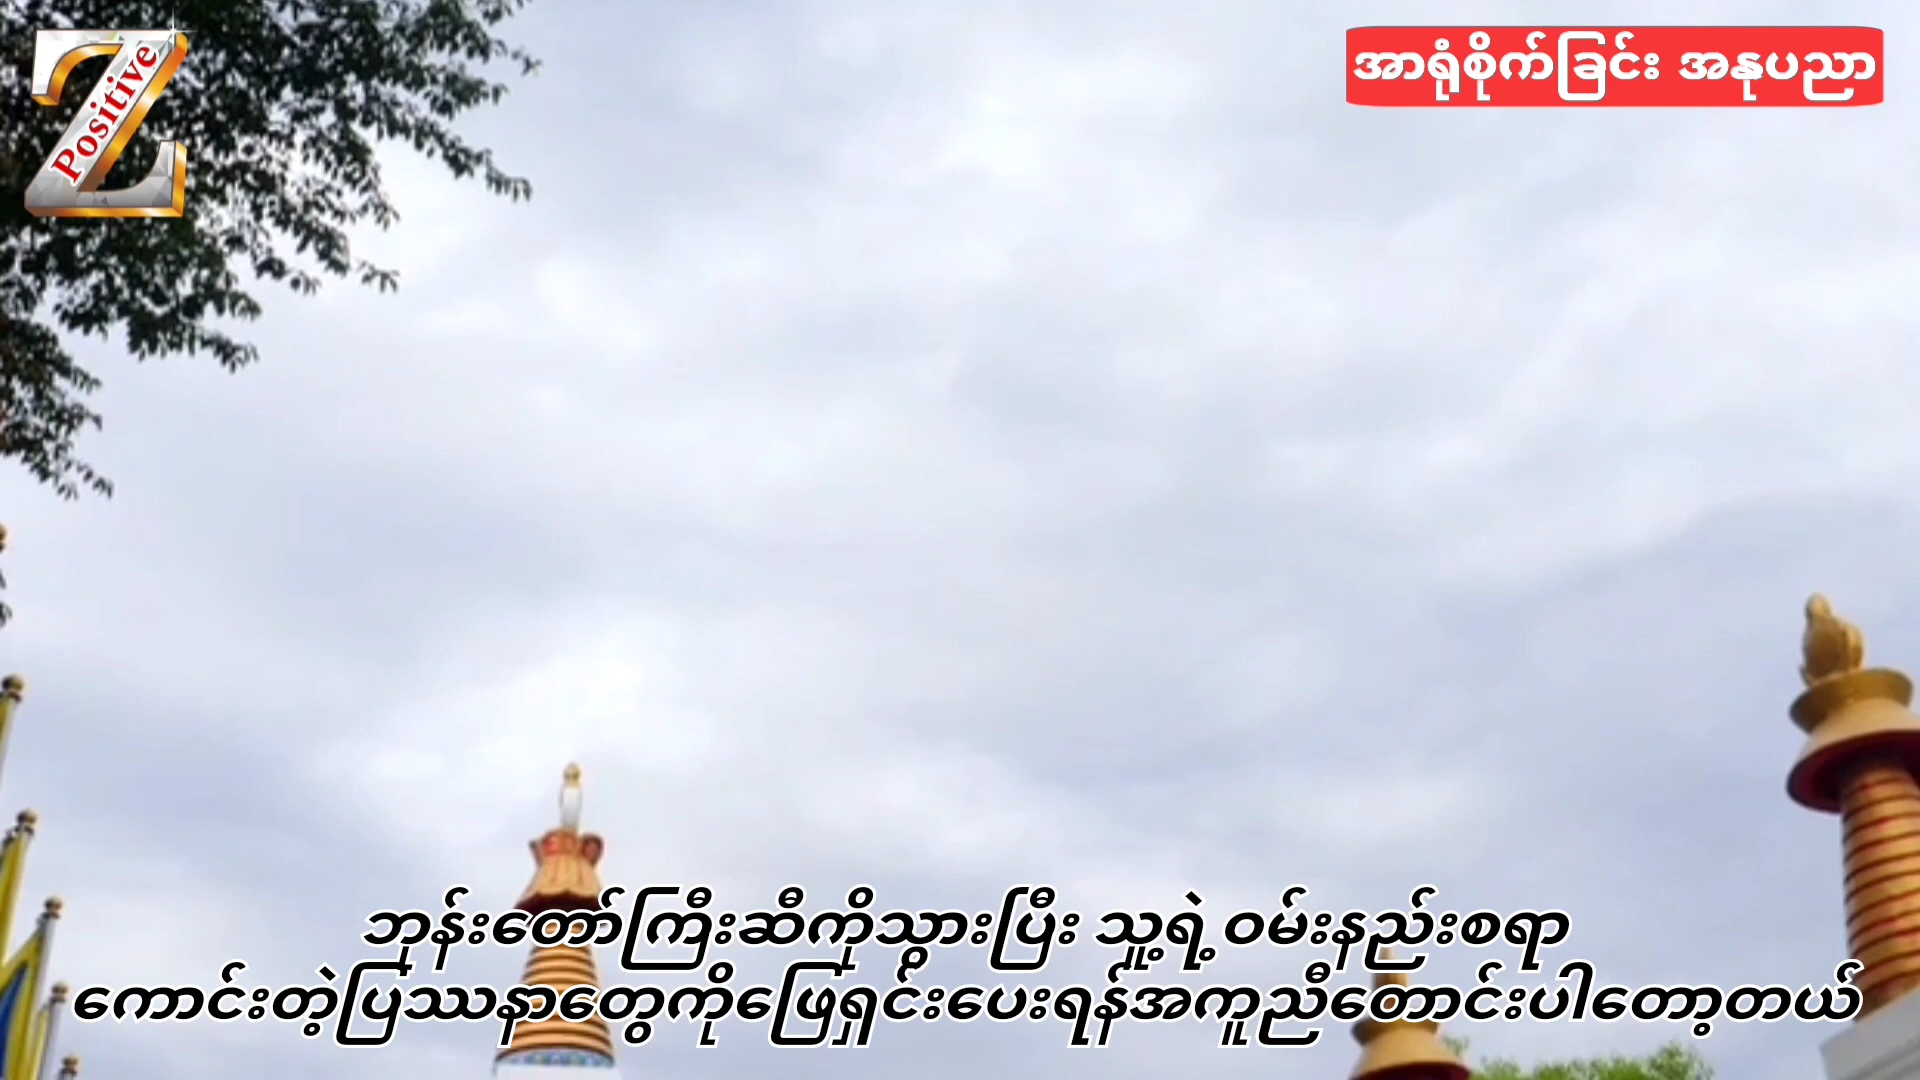 Z
Positive
အာရုံစိုက်ခြင်း အနုပညာ
ဘုန်းတော်ကြီးဆီကိုသွားပြီး သူ့ရဲ့ဝမ်းနည်းစရာ
ကောင်းတဲ့ပြဿနာတွေကိုဖြေရှင်းပေးရန်အကူညီတောင်းပါတော့တယ်